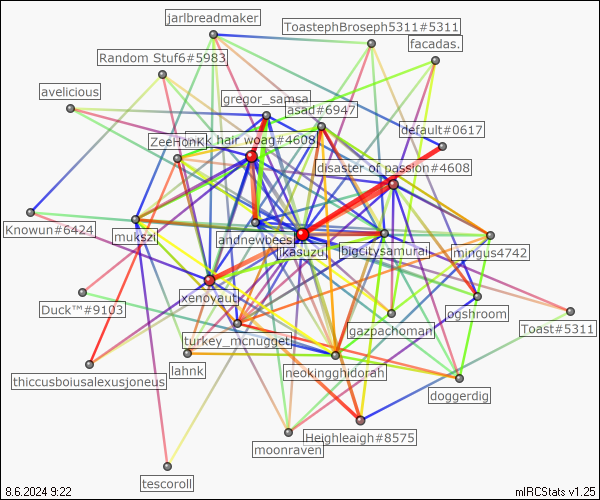 jarlbreadmaker
ToastephBroseph5311#5311
facadas.
Random Stuf6#5983
avelicious
gregor_samsa
asad#6947
default#0617
ZeeHonK
hair woag#4608
disaster of passion#4608
Knowun#6424
mukszi
andnewbees
ikasuzu
bigcitysamurai
mingus4742
xenoyauti
Duck™#9103
ogshroom
turkey_mcnugget
gazpachoman
Toast#5311
thiccusboiusalexusjoneus
lahnk
neokingghidorah
doggerdig
Heighleaigh#8575
moonraven
tescoroll
8.6.2024 9:22
mIRCStats v1.25